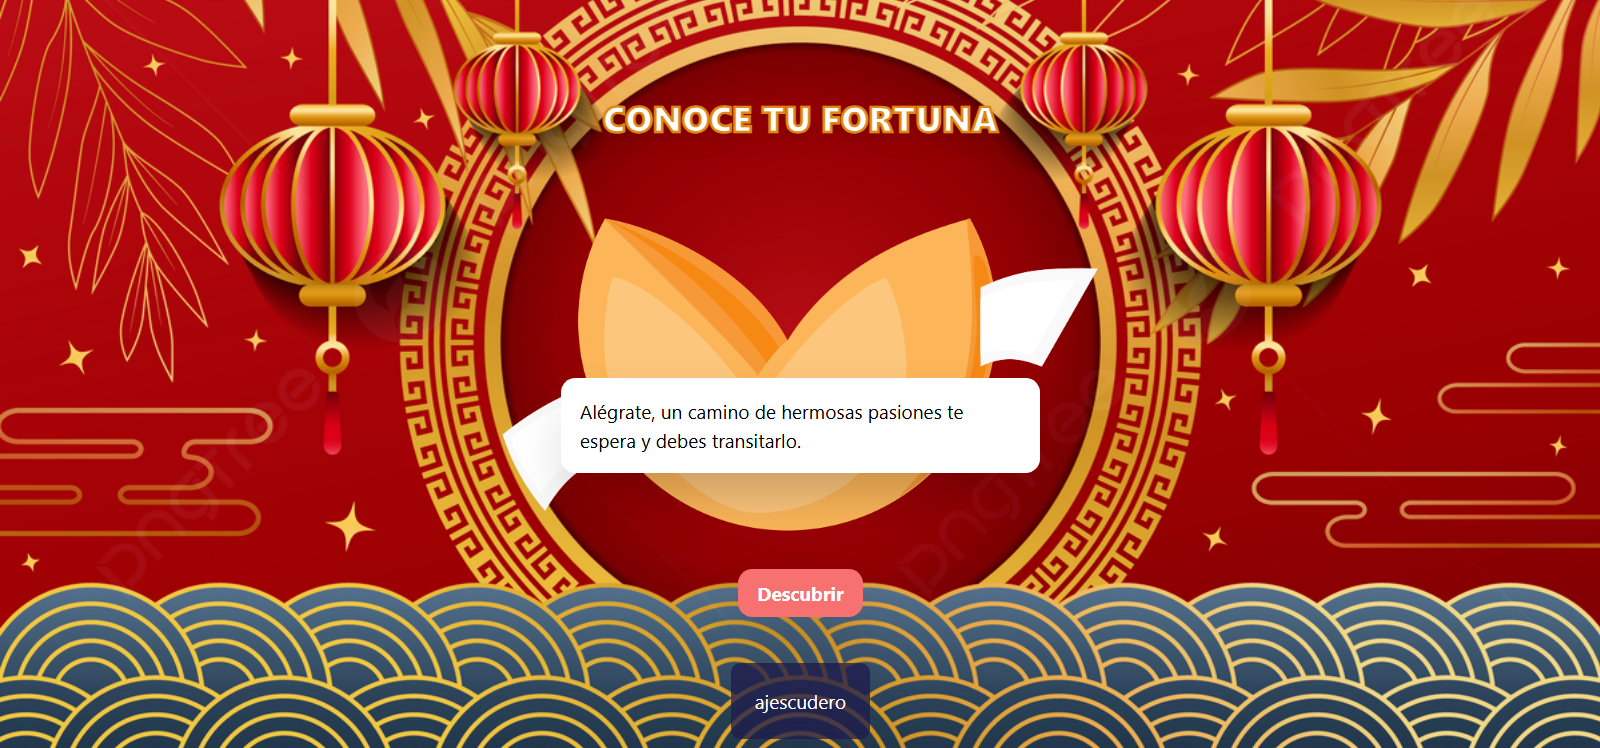 CONOCE TU FORTUNA
Alégrate, un camino de hermosas pasiones te
espera y debes transitarlo.
Descubrir
ajescudero